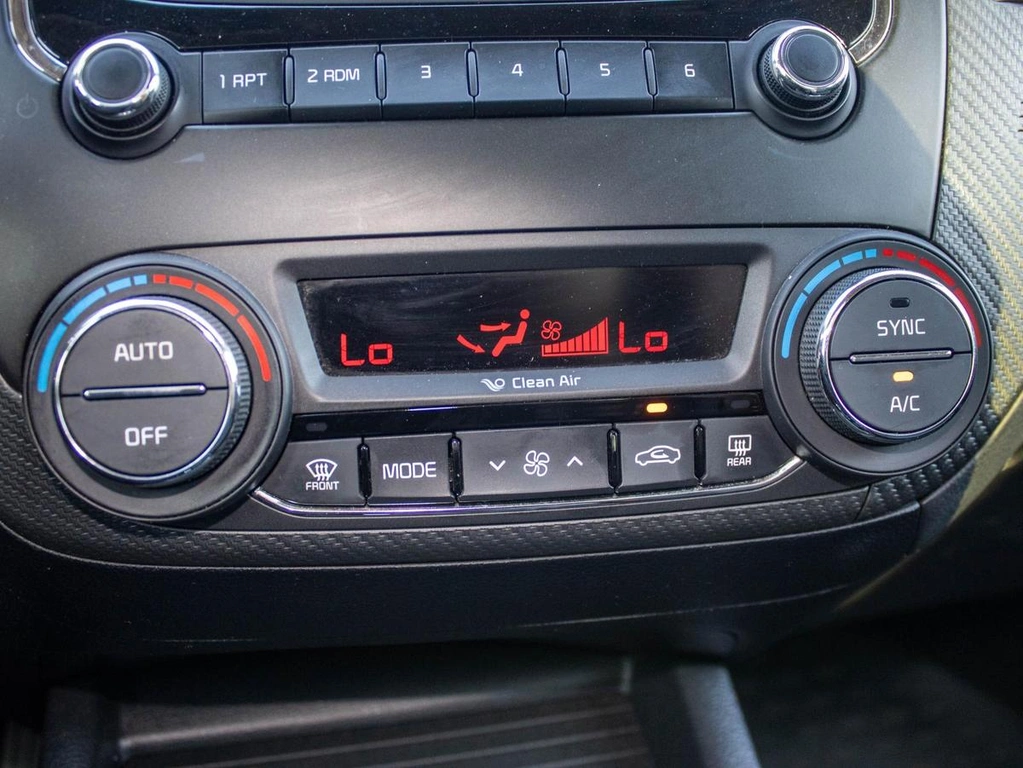 1 RPT 2 RDM 3 4 5 6
AUTO
OFF
Lo Lo
Clean Air
SYNC
A/C
FRONT
MODE
REAR